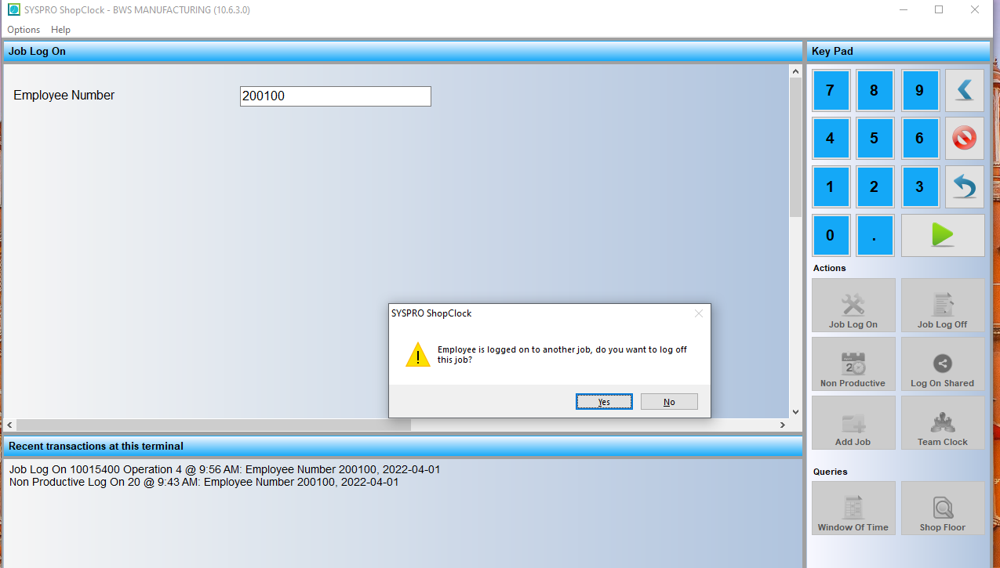 SYSPRO ShopClock - BWS MANUFACTURING (10.6.3.0)
Options Help
Job Log On
Employee Number 200100
SYSPRO ShopClock
Employee is logged on to another job, do you want to log off
this job?
Yes No
Recent transactions at this terminal
Job Log On 10015400 Operation 4 @ 9:56 AM: Employee Number 200100, 2022-04-01
Non Productive Log On 20 @ 9:43 AM: Employee Number 200100, 2022-04-01
Key Pad
7 8 9
4 5 6
1 2 3
0 .
Actions
Job Log On Job Log Off
Non Productive Log On Shared
Add Job Team Clock
Queries
Window Of Time Shop Floor